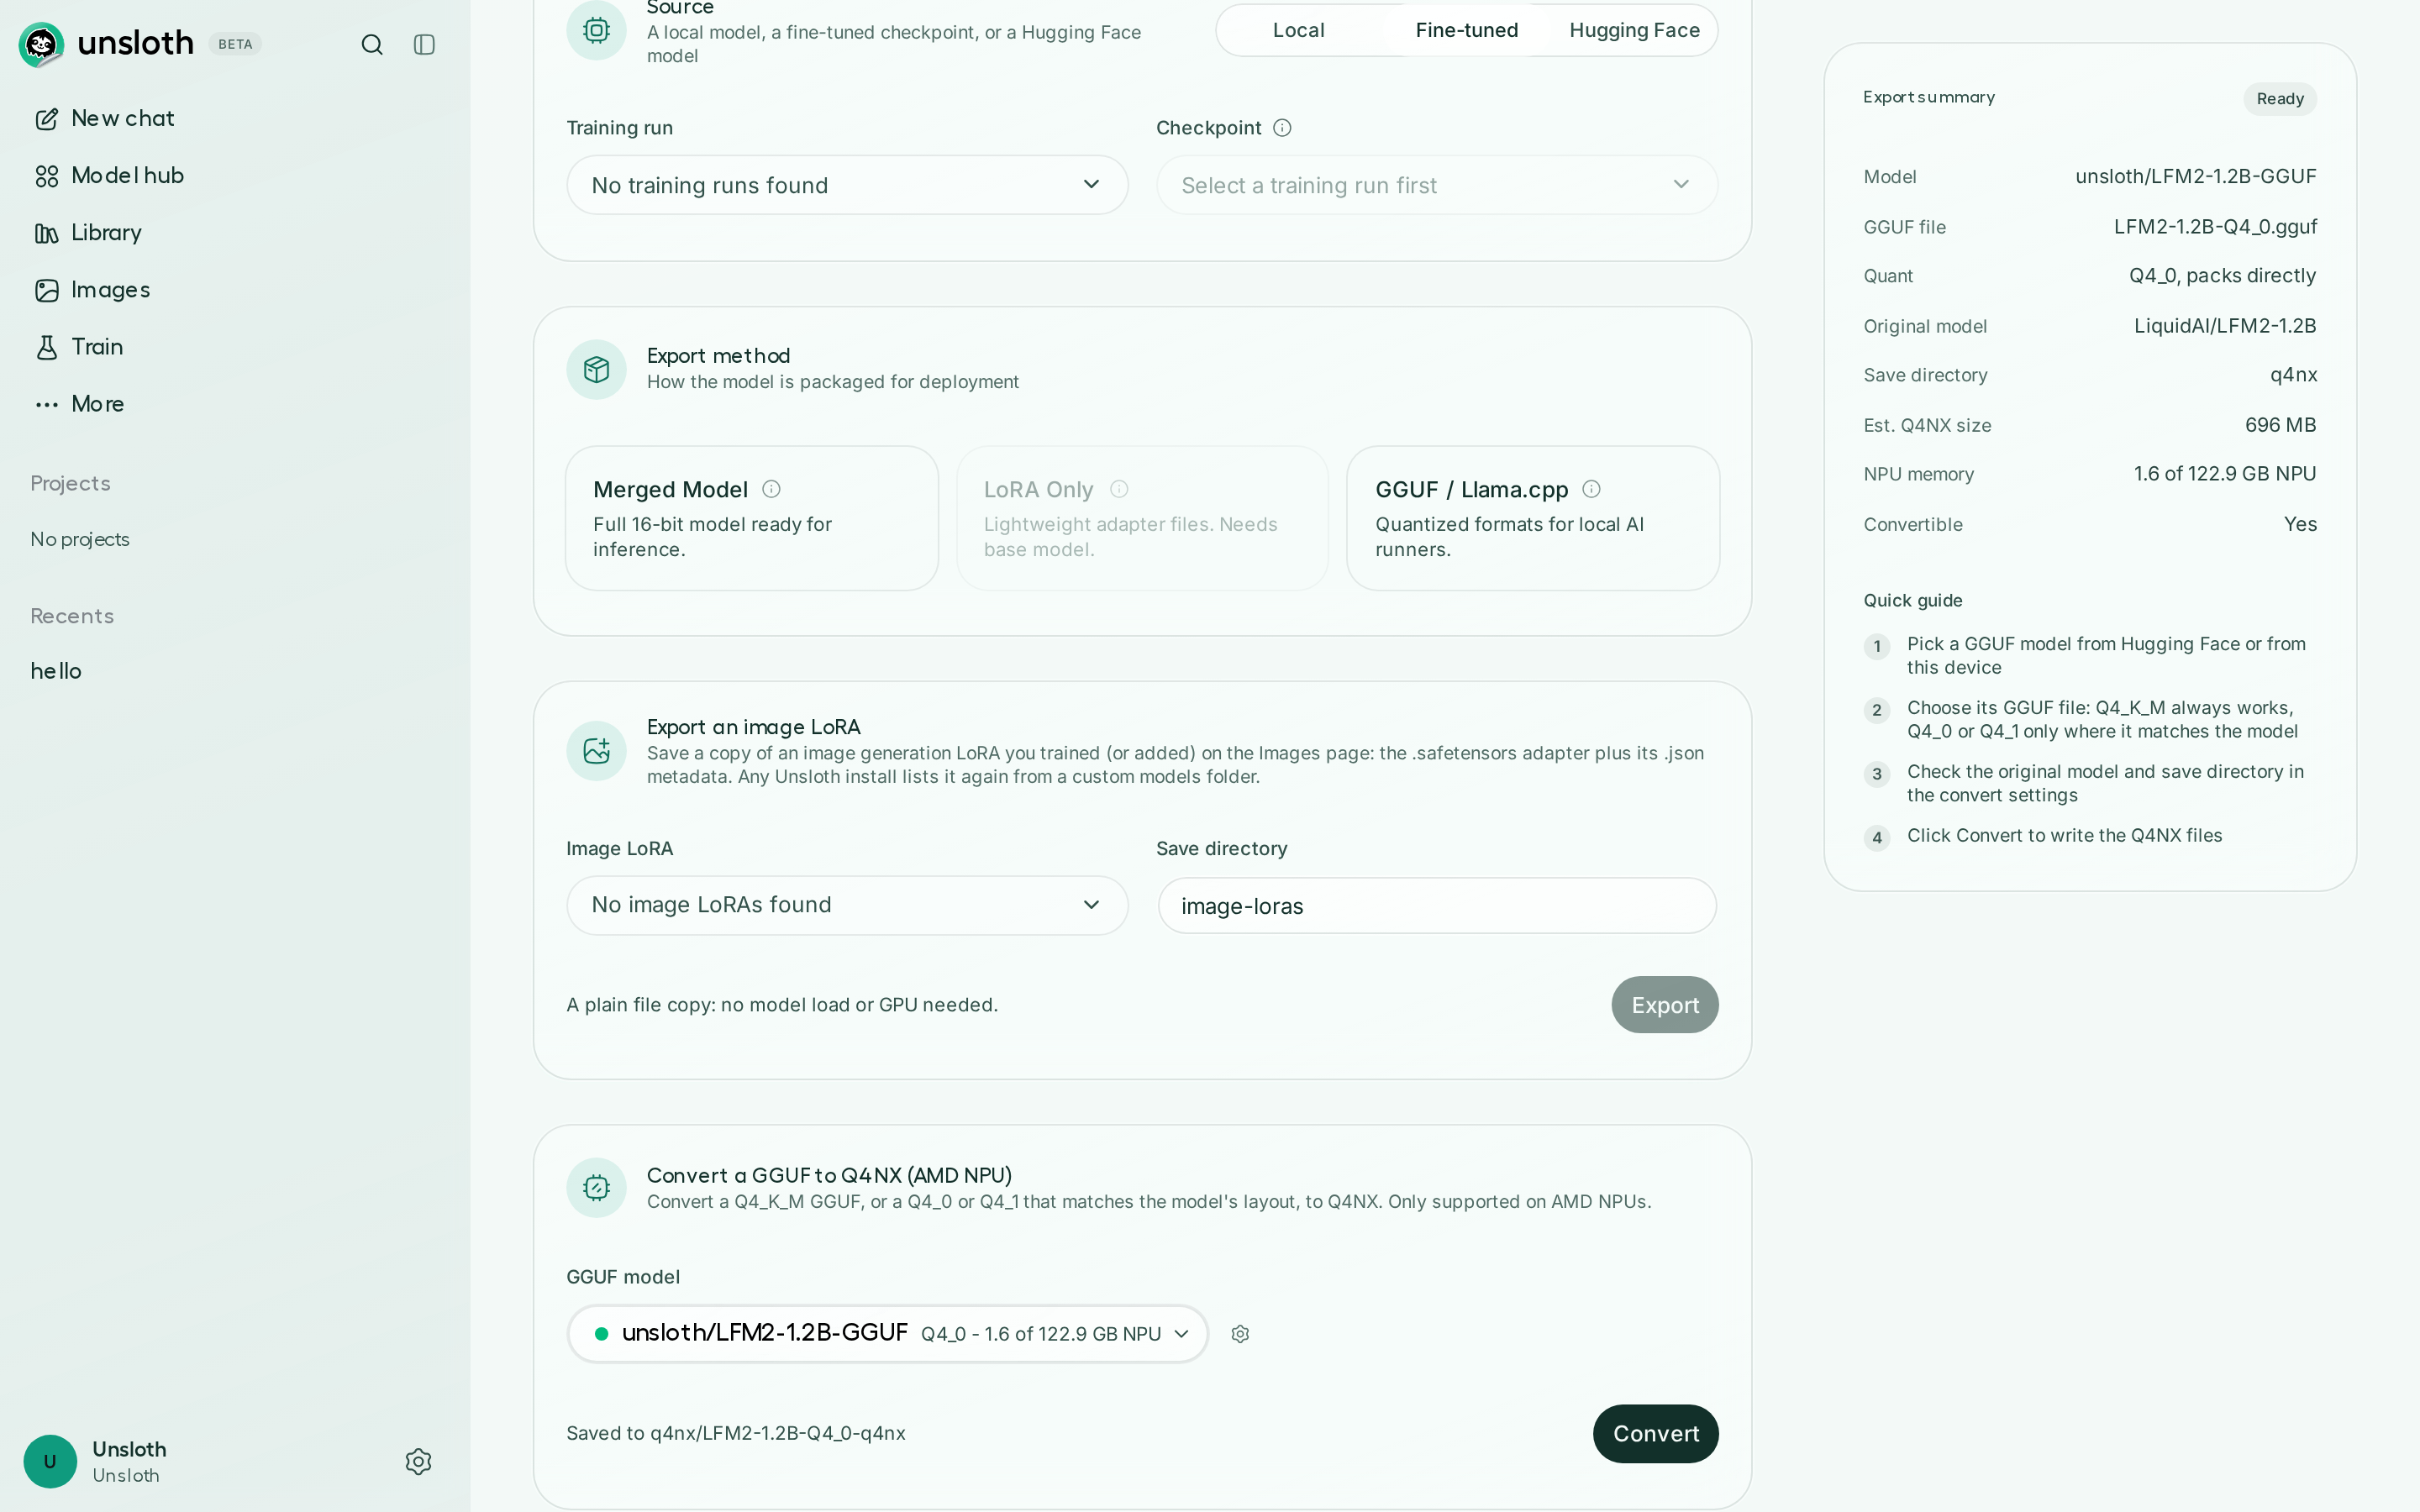 unsloth BETA
New chat
Model hub
Library
Images
Train
More
Projects
No projects
Recents
hello
U
Unsloth
Unsloth
Source
A local model, a fine-tuned checkpoint, or a Hugging Face
model
Local Fine-tuned Hugging Face
Training run
No training runs found
Checkpoint
Select a training run first
Export method
How the model is packaged for deployment
Merged Model
Full 16-bit model ready for
inference.
LoRA Only
Lightweight adapter files. Needs
base model.
GGUF / Llama.cpp
Quantized formats for local AI
runners.
Export an image LoRA
Save a copy of an image generation LoRA you trained (or added) on the Images page: the .safetensors adapter plus its .json
metadata. Any Unsloth install lists it again from a custom models folder.
Image LoRA
No image LoRAs found
Save directory
image-loras
A plain file copy: no model load or GPU needed.
Export
Convert a GGUF to Q4NX (AMD NPU)
Convert a Q4_K_M GGUF, or a Q4_0 or Q4_1 that matches the model's layout, to Q4NX. Only supported on AMD NPUs.
GGUF model
unsloth/LFM2-1.2B-GGUF Q4_0 - 1.6 of 122.9 GB NPU
Saved to q4nx/LFM2-1.2B-Q4_0-q4nx
Convert
Export summary Ready
Model unsloth/LFM2-1.2B-GGUF
GGUF file LFM2-1.2B-Q4_0.gguf
Quant Q4_0, packs directly
Original model LiquidAI/LFM2-1.2B
Save directory q4nx
Est. Q4NX size 696 MB
NPU memory 1.6 of 122.9 GB NPU
Convertible Yes
Quick guide
1 Pick a GGUF model from Hugging Face or from
this device
2 Choose its GGUF file: Q4_K_M always works,
Q4_0 or Q4_1 only where it matches the model
3 Check the original model and save directory in
the convert settings
4 Click Convert to write the Q4NX files